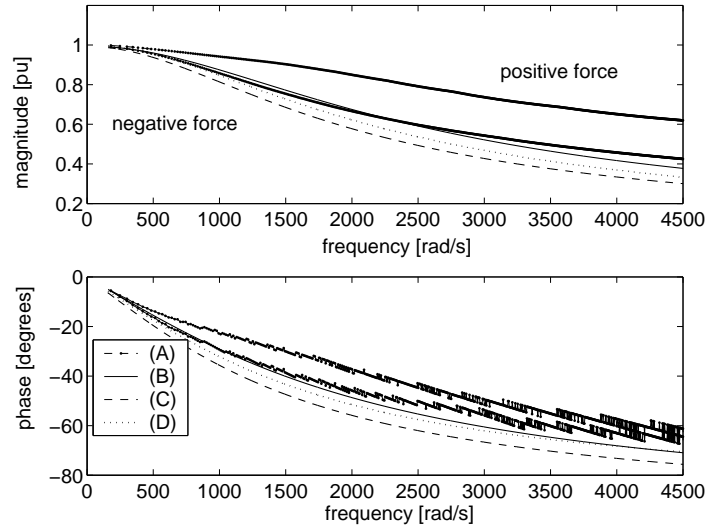 1
0.8
0.6
0.4
0.2
magnitude [pu]
positive force
negative force
0 500 1000 1500 2000 2500 3000 3500 4000 4500
frequency [rad/s]
0
−20
−40
−60
−80
phase [degrees]
(A)
(B)
(C)
(D)
0 500 1000 1500 2000 2500 3000 3500 4000 4500
frequency [rad/s]